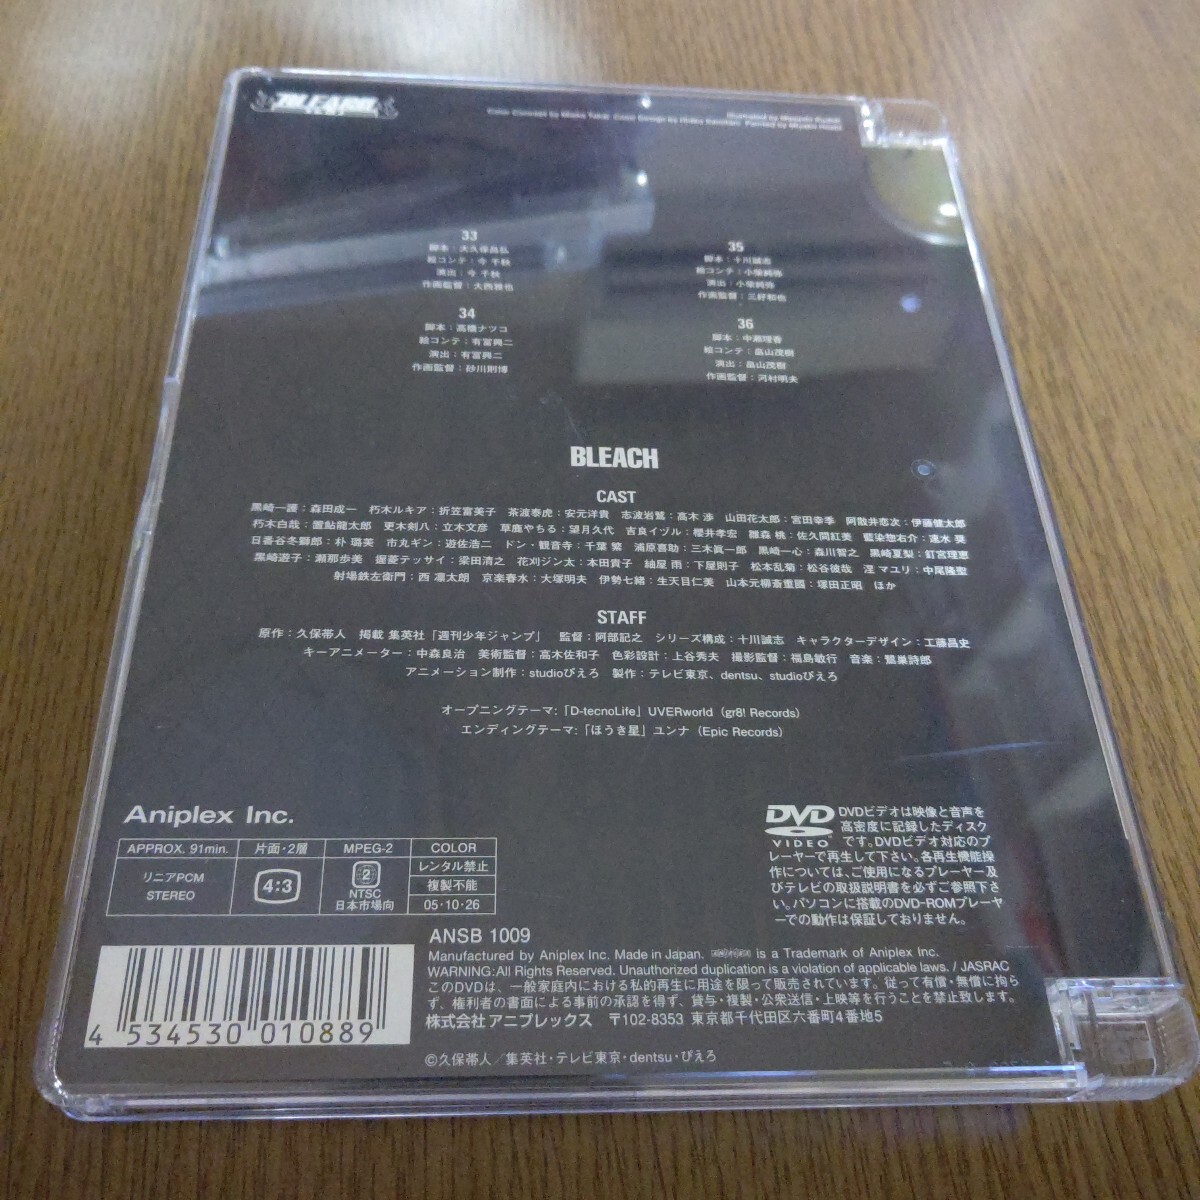 BLEACH
33
脚本：大久保昌弘
絵コンテ：今 千秋
演出：今 千秋
作画監督：大西雅也
34
脚本：高橋ナツコ
絵コンテ：有冨興二
演出：有冨興二
作画監督：砂川則博
35
脚本：十川誠志
絵コンテ：小柴純弥
演出：小柴純弥
作画監督：三好和也
36
脚本：中瀬理香
絵コンテ：畠山茂樹
演出：畠山茂樹
作画監督：河村明夫
BLEACH
CAST
黒崎一護：森田成一　朽木ルキア：折笠富美子　茶渡泰虎：安元洋貴　志波岩鷲：高木 渉　山田花太郎：宮田幸季　阿散井恋次：伊藤健太郎
朽木白哉：置鮎龍太郎　更木剣八：立木文彦　草鹿やちる：望月久代　吉良イヅル：櫻井孝宏　雛森 桃：佐久間紅美　藍染惣右介：速水 奨
日番谷冬獅郎：朴 璐美　市丸ギン：遊佐浩二　ドン・観音寺：千葉 繁　浦原喜助：三木眞一郎　黒崎一心：森川智之　黒崎夏梨：釘宮理恵
黒崎遊子：瀬那歩美　握菱テッサイ：梁田清之　花刈ジン太：本田貴子　紬屋 雨：下屋則子　松本乱菊：松谷彼哉　涅 マユリ：中尾隆聖
射場鉄左衛門：西 凛太朗　京楽春水：大塚明夫　伊勢七緒：生天目仁美　山本元柳斎重國：塚田正昭　ほか
STAFF
原作：久保帯人　掲載 集英社「週刊少年ジャンプ」　監督：阿部記之　シリーズ構成：十川誠志　キャラクターデザイン：工藤昌史
キーアニメーター：中森良治　美術監督：高木佐和子　色彩設計：上谷秀夫　撮影監督：福島敏行　音楽：鷺巣詩郎
アニメーション制作：studioぴえろ　製作：テレビ東京、dentsu、studioぴえろ
オープニングテーマ：「D-tecnoLife」UVERworld（gr8! Records）
エンディングテーマ：「ほうき星」ユンナ（Epic Records）
Aniplex Inc.
APPROX. 91min.　片面・2層　MPEG-2　COLOR
リニアPCM
STEREO
4:3
2
NTSC
日本市場向
レンタル禁止
複製不能
05・10・26
DVD
VIDEO
DVDビデオは映像と音声を
高密度に記録したディスク
です。DVDビデオ対応のプレ
ーヤーで再生して下さい。各再生機能操
作については、ご使用になるプレーヤー及
びテレビの取扱説明書を必ずご参照下さ
い。パソコンに搭載のDVD-ROMプレーヤ
ーでの動作は保証しておりません。
ANSB 1009
Manufactured by Aniplex Inc. Made in Japan. is a Trademark of Aniplex Inc.
WARNING: All Rights Reserved. Unauthorized duplication is a violation of applicable laws. / JASRAC
このDVDは、一般家庭内における私的再生に用途を限って販売されています。従って有償・無償に拘ら
ず、権利者の書面による事前の承認を得ず、貸与・複製・公衆送信・上映等を行うことを禁止致します。
株式会社アニプレックス　〒102-8353 東京都千代田区六番町4番地5
4 534530 010889
©久保帯人／集英社・テレビ東京・dentsu・ぴえろ